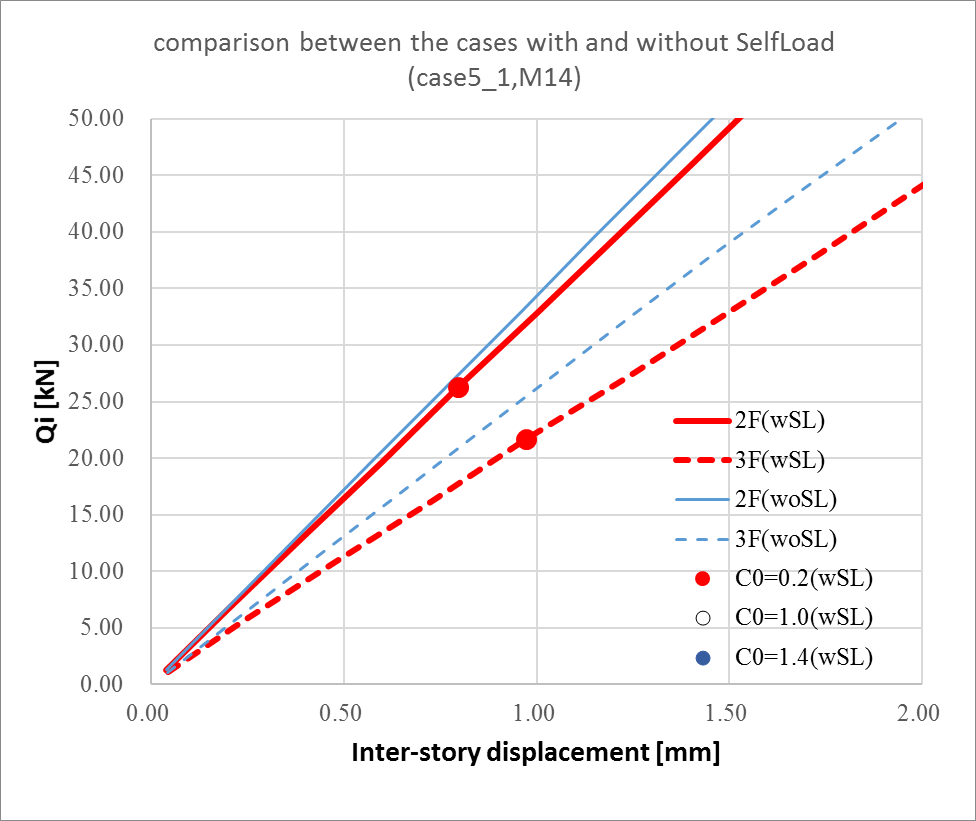 comparison between the cases with and without SelfLoad
(case5_1,M14)
50.00
45.00
40.00
35.00
30.00
25.00
20.00
15.00
10.00
5.00
0.00
Qi [kN]
2F(wSL)
3F(wSL)
2F(woSL)
3F(woSL)
C0=0.2(wSL)
C0=1.0(wSL)
C0=1.4(wSL)
0.00 0.50 1.00 1.50 2.00
Inter-story displacement [mm]